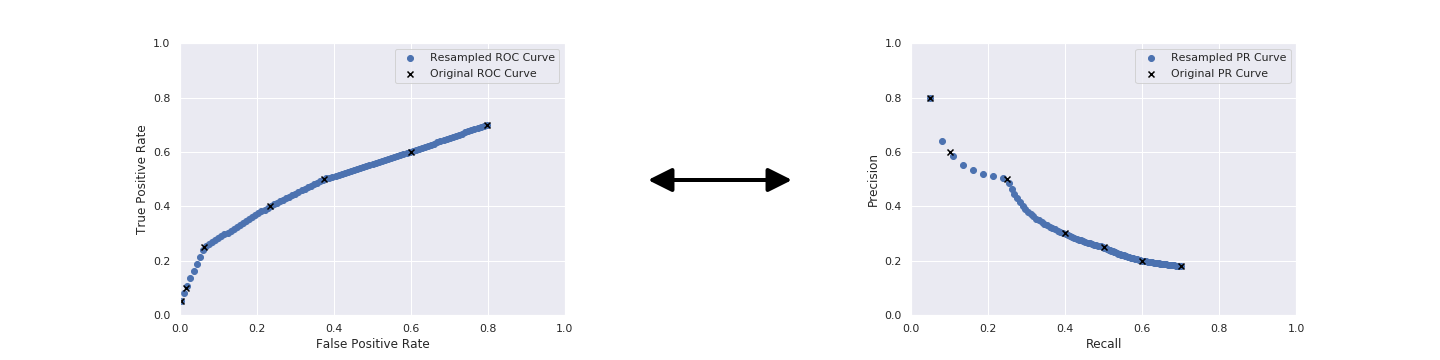 1.0
0.8
0.6
0.4
0.2
0.0
True Positive Rate
Resampled ROC Curve
Original ROC Curve
0.0 0.2 0.4 0.6 0.8 1.0
False Positive Rate
1.0
0.8
0.6
0.4
0.2
0.0
Precision
Resampled PR Curve
Original PR Curve
0.0 0.2 0.4 0.6 0.8 1.0
Recall